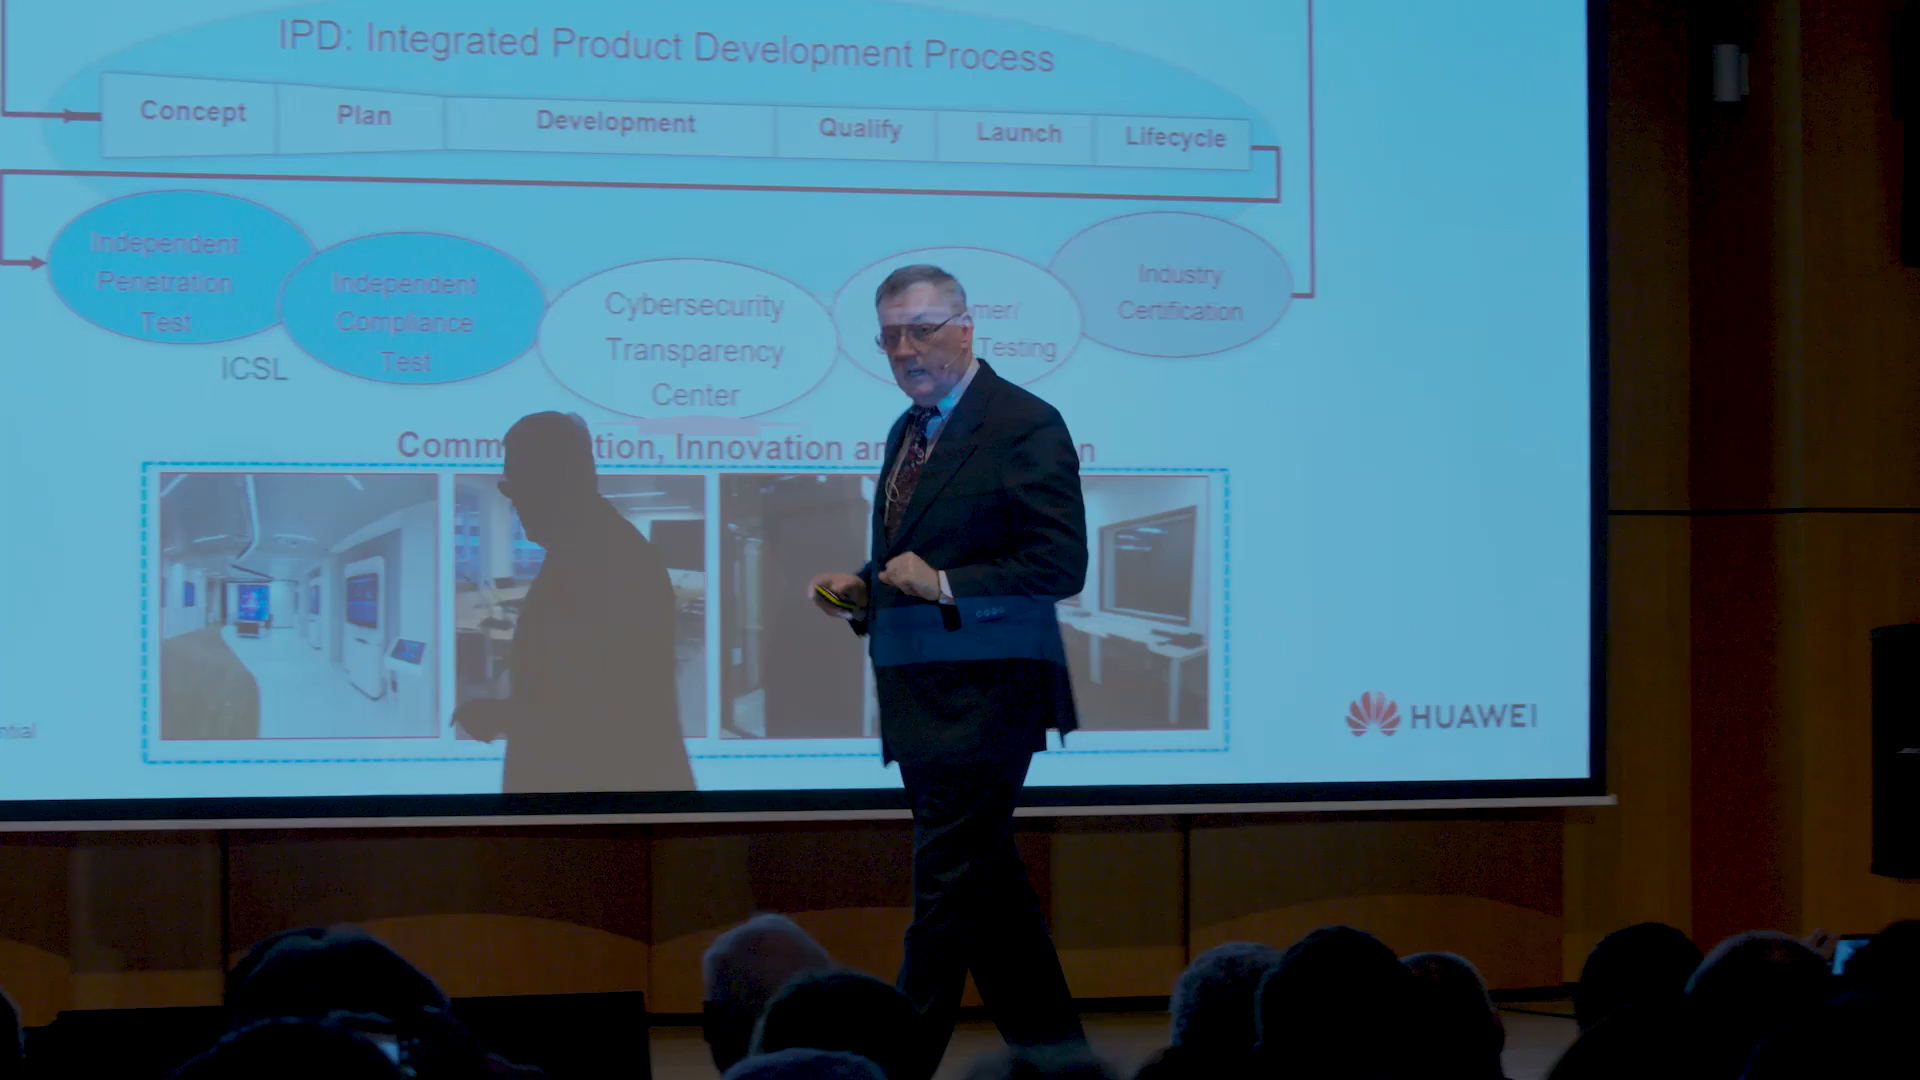 IPD: Integrated Product Development Process
Concept
Plan
Development
Qualify
Launch
Lifecycle
Independent
Penetration
Test
Independent
Compliance
Test
ICSL
Cybersecurity
Transparency
Center
mer/
Testing
Industry
Certification
Comm tion, Innovation an n
ntial
HUAWEI